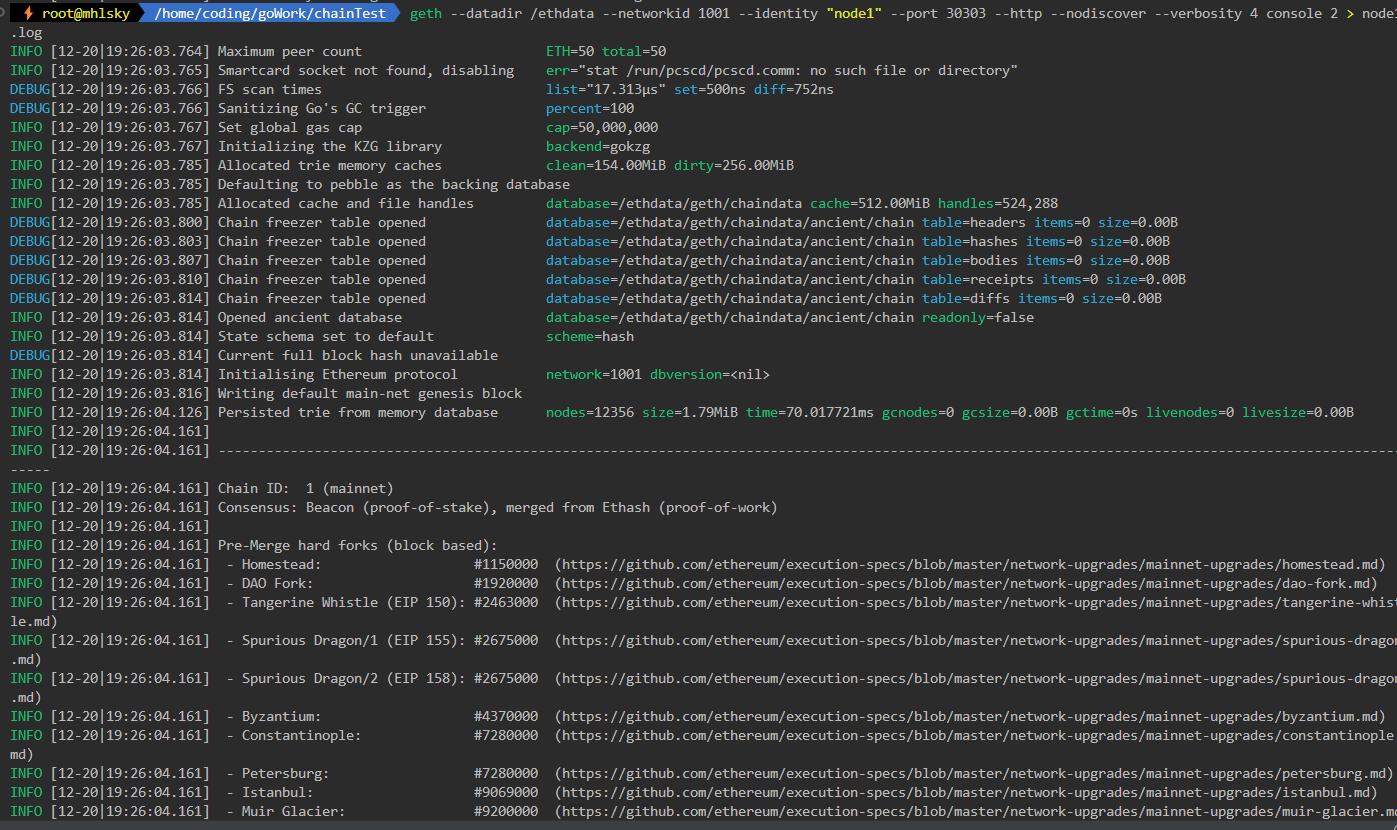 root@mhlsky /home/coding/goWork/chainTest geth --datadir /ethdata --networkid 1001 --identity "node1" --port 30303 --http --nodiscover --verbosity 4 console 2 > node
.log
INFO [12-20|19:26:03.764] Maximum peer count ETH=50 total=50
INFO [12-20|19:26:03.765] Smartcard socket not found, disabling err="stat /run/pcscd/pcscd.comm: no such file or directory"
DEBUG[12-20|19:26:03.766] FS scan times list="17.313µs" set=500ns diff=752ns
DEBUG[12-20|19:26:03.766] Sanitizing Go's GC trigger percent=100
INFO [12-20|19:26:03.767] Set global gas cap cap=50,000,000
INFO [12-20|19:26:03.767] Initializing the KZG library backend=gokzg
INFO [12-20|19:26:03.785] Allocated trie memory caches clean=154.00MiB dirty=256.00MiB
INFO [12-20|19:26:03.785] Defaulting to pebble as the backing database
INFO [12-20|19:26:03.785] Allocated cache and file handles database=/ethdata/geth/chaindata cache=512.00MiB handles=524,288
DEBUG[12-20|19:26:03.800] Chain freezer table opened database=/ethdata/geth/chaindata/ancient/chain table=headers items=0 size=0.00B
DEBUG[12-20|19:26:03.803] Chain freezer table opened database=/ethdata/geth/chaindata/ancient/chain table=hashes items=0 size=0.00B
DEBUG[12-20|19:26:03.807] Chain freezer table opened database=/ethdata/geth/chaindata/ancient/chain table=bodies items=0 size=0.00B
DEBUG[12-20|19:26:03.810] Chain freezer table opened database=/ethdata/geth/chaindata/ancient/chain table=receipts items=0 size=0.00B
DEBUG[12-20|19:26:03.814] Chain freezer table opened database=/ethdata/geth/chaindata/ancient/chain table=diffs items=0 size=0.00B
INFO [12-20|19:26:03.814] Opened ancient database database=/ethdata/geth/chaindata/ancient/chain readonly=false
INFO [12-20|19:26:03.814] State schema set to default scheme=hash
DEBUG[12-20|19:26:03.814] Current full block hash unavailable
INFO [12-20|19:26:03.814] Initialising Ethereum protocol network=1001 dbversion=<nil>
INFO [12-20|19:26:03.816] Writing default main-net genesis block
INFO [12-20|19:26:04.126] Persisted trie from memory database nodes=12356 size=1.79MiB time=70.017721ms gcnodes=0 gcsize=0.00B gctime=0s livenodes=0 livesize=0.00B
INFO [12-20|19:26:04.161]
INFO [12-20|19:26:04.161] ---------------------------------------------------------------------------------------------------------------------------------------------------
-----
INFO [12-20|19:26:04.161] Chain ID: 1 (mainnet)
INFO [12-20|19:26:04.161] Consensus: Beacon (proof-of-stake), merged from Ethash (proof-of-work)
INFO [12-20|19:26:04.161]
INFO [12-20|19:26:04.161] Pre-Merge hard forks (block based):
INFO [12-20|19:26:04.161] - Homestead: #1150000 (https://github.com/ethereum/execution-specs/blob/master/network-upgrades/mainnet-upgrades/homestead.md)
INFO [12-20|19:26:04.161] - DAO Fork: #1920000 (https://github.com/ethereum/execution-specs/blob/master/network-upgrades/mainnet-upgrades/dao-fork.md)
INFO [12-20|19:26:04.161] - Tangerine Whistle (EIP 150): #2463000 (https://github.com/ethereum/execution-specs/blob/master/network-upgrades/mainnet-upgrades/tangerine-whist
le.md)
INFO [12-20|19:26:04.161] - Spurious Dragon/1 (EIP 155): #2675000 (https://github.com/ethereum/execution-specs/blob/master/network-upgrades/mainnet-upgrades/spurious-dragon
.md)
INFO [12-20|19:26:04.161] - Spurious Dragon/2 (EIP 158): #2675000 (https://github.com/ethereum/execution-specs/blob/master/network-upgrades/mainnet-upgrades/spurious-dragon
.md)
INFO [12-20|19:26:04.161] - Byzantium: #4370000 (https://github.com/ethereum/execution-specs/blob/master/network-upgrades/mainnet-upgrades/byzantium.md)
INFO [12-20|19:26:04.161] - Constantinople: #7280000 (https://github.com/ethereum/execution-specs/blob/master/network-upgrades/mainnet-upgrades/constantinople
md)
INFO [12-20|19:26:04.161] - Petersburg: #7280000 (https://github.com/ethereum/execution-specs/blob/master/network-upgrades/mainnet-upgrades/petersburg.md)
INFO [12-20|19:26:04.161] - Istanbul: #9069000 (https://github.com/ethereum/execution-specs/blob/master/network-upgrades/mainnet-upgrades/istanbul.md)
INFO [12-20|19:26:04.161] - Muir Glacier: #9200000 (https://github.com/ethereum/execution-specs/blob/master/network-upgrades/mainnet-upgrades/muir-glacier.m